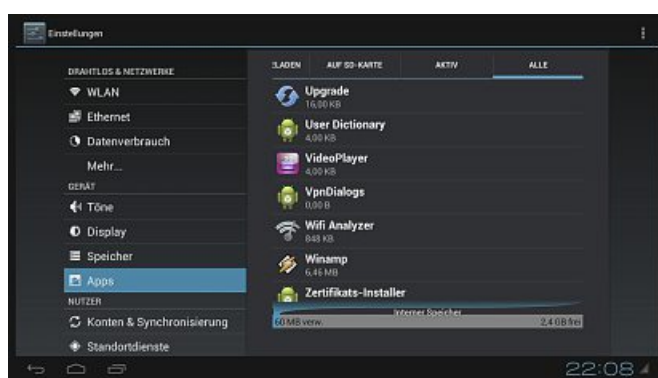 Einstellungen
DRAHTLOS & NETZWERKE
WLAN
Ethernet
Datenverbrauch
Mehr...
GERÄT
Töne
Display
Speicher
Apps
NUTZER
Konten & Synchronisierung
Standortdienste
:LADEN AUF SD-KARTE AKTIV ALLE
Upgrade
16,00 KB
User Dictionary
4,00 KB
VideoPlayer
4,00 KB
VpnDialogs
0,00 B
Wifi Analyzer
848 KB
Winamp
6,46 MB
Zertifikats-Installer
Interner Speicher
60 MB verw. 2,4 GB frei
22:08